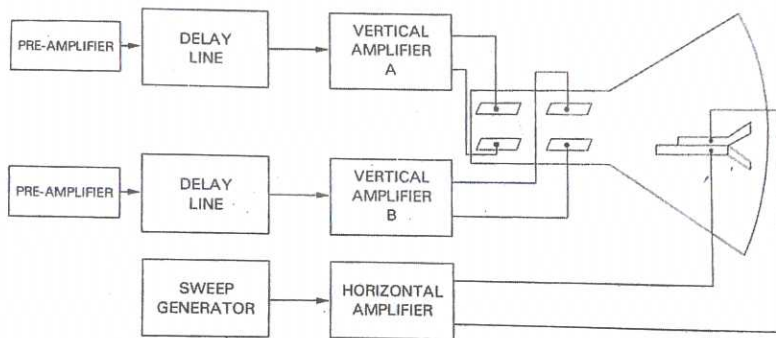 PRE-AMPLIFIER
DELAY
LINE
VERTICAL
AMPLIFIER
A
PRE-AMPLIFIER
DELAY
LINE
VERTICAL
AMPLIFIER
B
SWEEP
GENERATOR
HORIZONTAL
AMPLIFIER